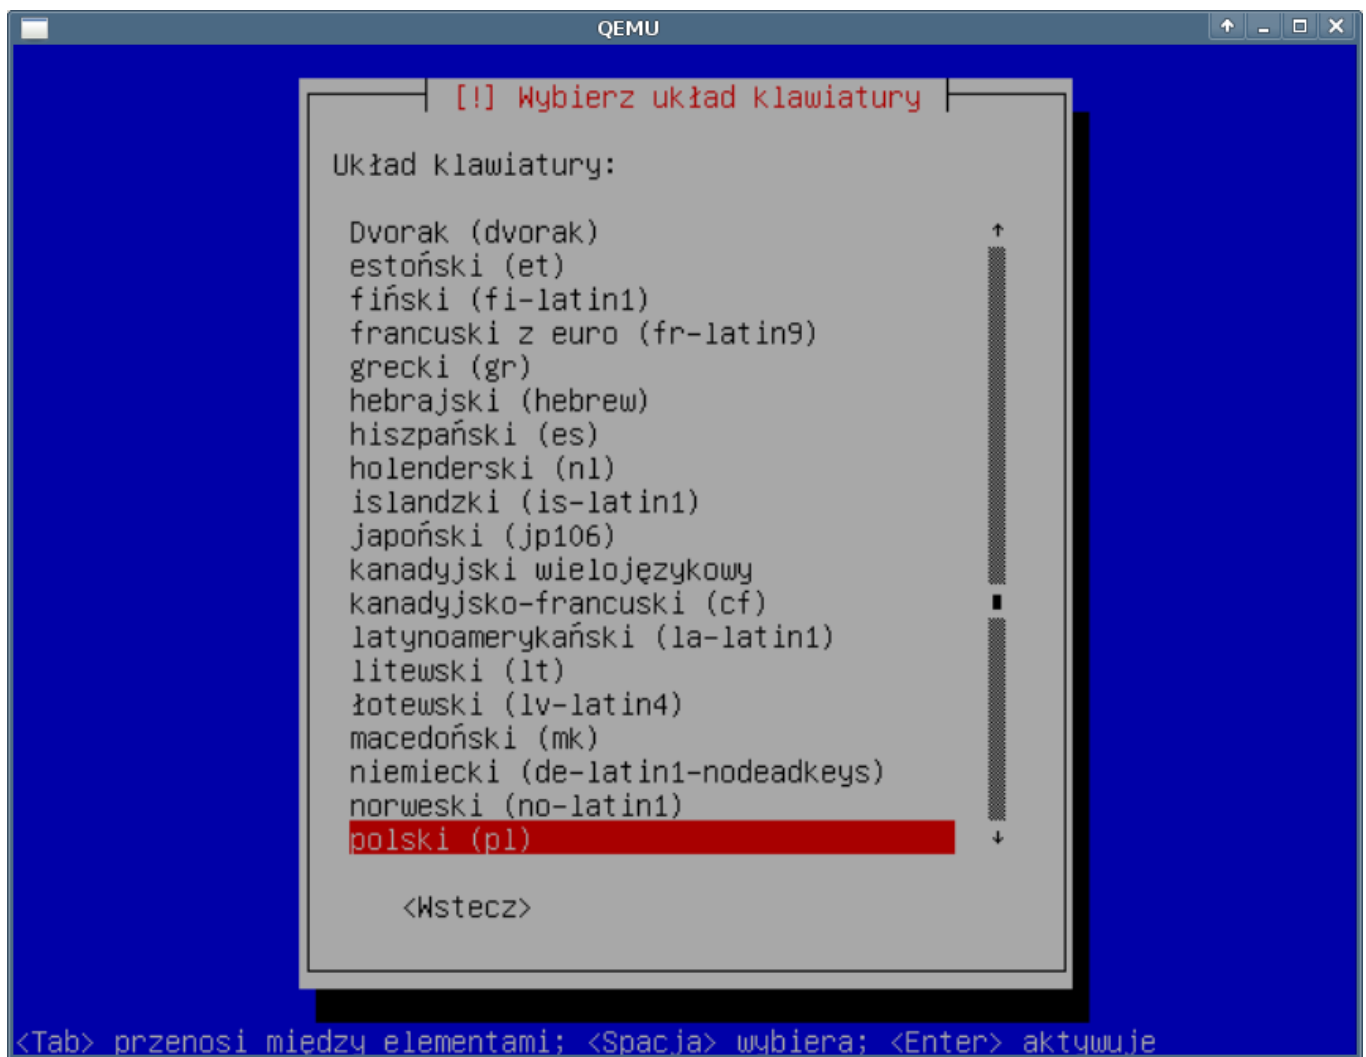 QEMU
[!] Wybierz układ klawiatury
Układ klawiatury:
Dvorak (dvorak)
estoński (et)
fiński (fi-latin1)
francuski z euro (fr-latin9)
grecki (gr)
hebrajski (hebrew)
hiszpański (es)
holenderski (nl)
islandzki (is-latin1)
japoński (jp106)
kanadyjski wielojęzykowy
kanadyjsko-francuski (cf)
latynoamerykański (la-latin1)
litewski (lt)
łotewski (lv-latin4)
macedoński (mk)
niemiecki (de-latin1-nodeadkeys)
norweski (no-latin1)
polski (pl)
<Wstecz>
<Tab> przenosi między elementami; <Spacja> wybiera; <Enter> aktywuje